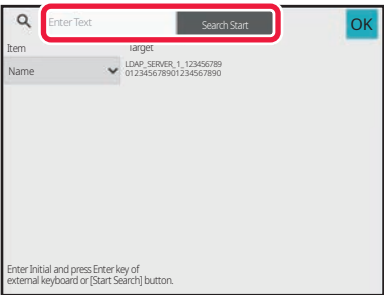 Enter Text
Search Start
OK
Item
Target
Name
LDAP_SERVER_1_123456789
012345678901234567890
Enter Initial and press Enter key of
external keyboard or [Start Search] button.